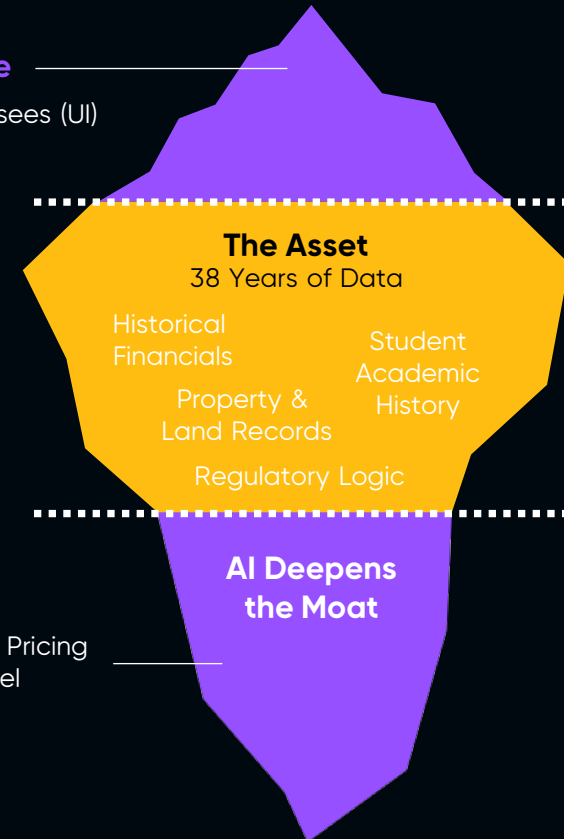 e
sees (UI)
The Asset
38 Years of Data
Historical
Financials
Student
Academic
History
Property &
Land Records
Regulatory Logic
AI Deepens
the Moat
Pricing
el